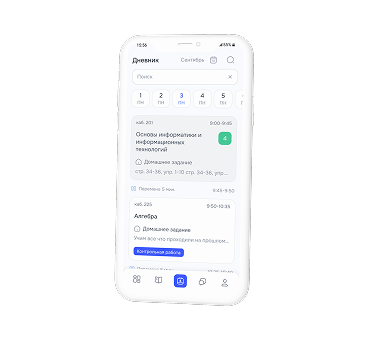 15:36
Дневник
Сентябрь
Поиск
1 2 3 4 5
ПН ПН ПН ПН ПН
каб. 201 9:00-9:45
Основы информатики и
информационных
технологий
4
Домашнее задание
стр. 34-36, упр. 1-10 стр. 34-36, упр...
Перемена 5 мин. 9:45-9:50
каб. 225 9:50-10:35
Алгебра
Домашнее задание
Учим все что проходили на прошлом...
Контрольная работа